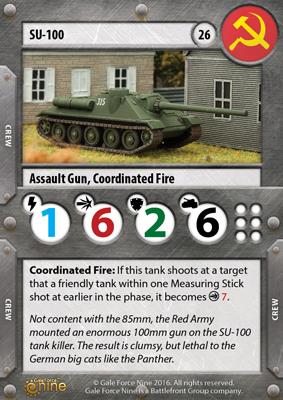 SU-100
26
315
Assault Gun, Coordinated Fire
1 6 2 6
CREW
CREW
CREW
CREW
Coordinated Fire: If this tank shoots at a target
that a friendly tank within one Measuring Stick
shot at earlier in the phase, it becomes 7.
Not content with the 85mm, the Red Army
mounted an enormous 100mm gun on the SU-100
tank killer. The result is clumsy, but lethal to the
German big cats like the Panther.
Gale Force
nine
© Gale Force Nine 2016. All rights reserved.
Gale Force Nine is a Battlefront Group company.